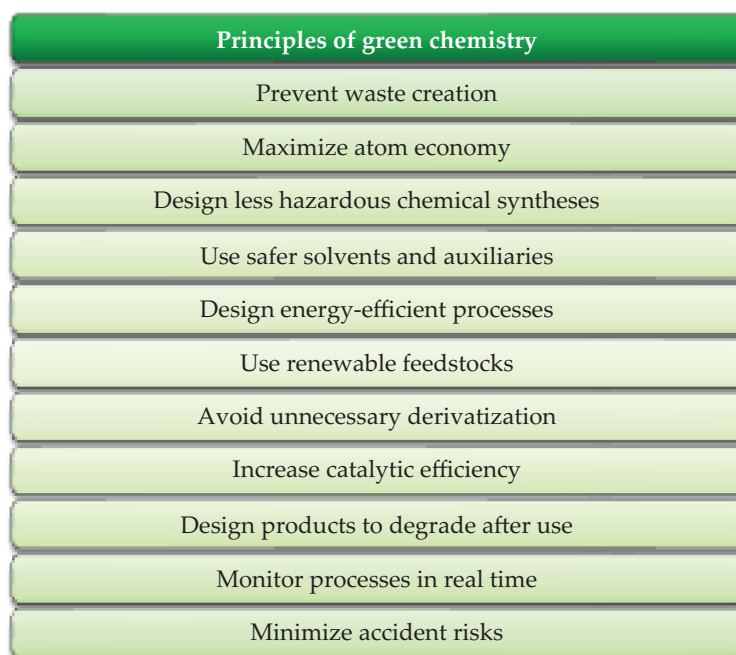 Principles of green chemistry
Prevent waste creation
Maximize atom economy
Design less hazardous chemical syntheses
Use safer solvents and auxiliaries
Design energy-efficient processes
Use renewable feedstocks
Avoid unnecessary derivatization
Increase catalytic efficiency
Design products to degrade after use
Monitor processes in real time
Minimize accident risks